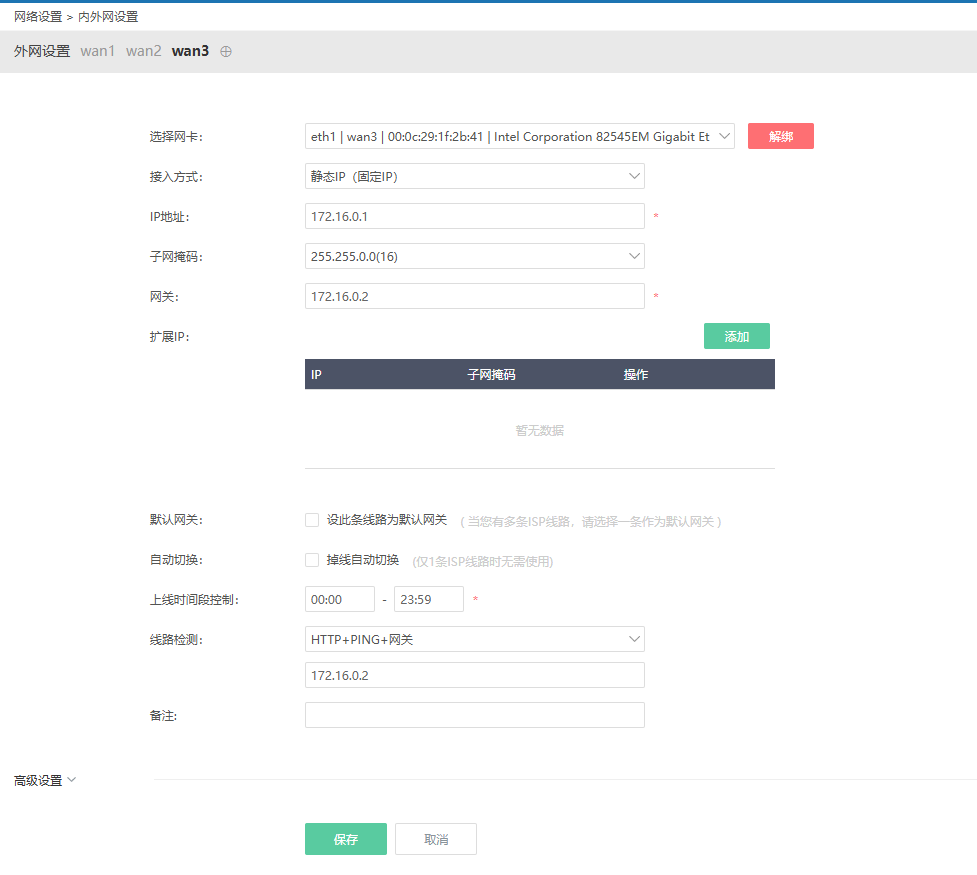 网络设置 > 内外网设置
外网设置 wan1 wan2 wan3
选择网卡: eth1 | wan3 | 00:0c:29:1f:2b:41 | Intel Corporation 82545EM Gigabit Et 解绑
接入方式: 静态IP（固定IP）
IP地址: 172.16.0.1 *
子网掩码: 255.255.0.0(16)
网关: 172.16.0.2 *
扩展IP: 添加
IP 子网掩码 操作
暂无数据
默认网关: 设此条线路为默认网关 ( 当您有多条ISP线路，请选择一条作为默认网关 )
自动切换: 掉线自动切换 (仅1条ISP线路时无需使用)
上线时间段控制: 00:00 - 23:59 *
线路检测: HTTP+PING+网关
172.16.0.2
备注:
高级设置
保存 取消